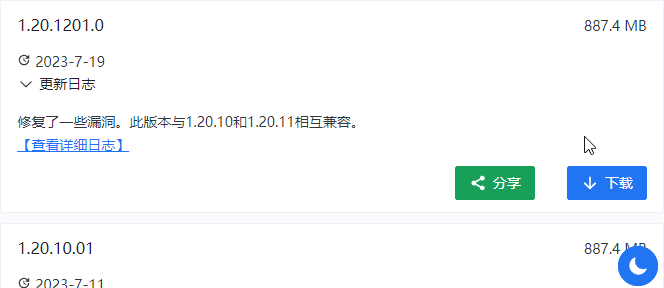 1.20.1201.0 887.4 MB
2023-7-19
更新日志
修复了一些漏洞。此版本与1.20.10和1.20.11相互兼容。
【查看详细日志】
分享 下载
1.20.10.01 887.4 MB
2023-7-11